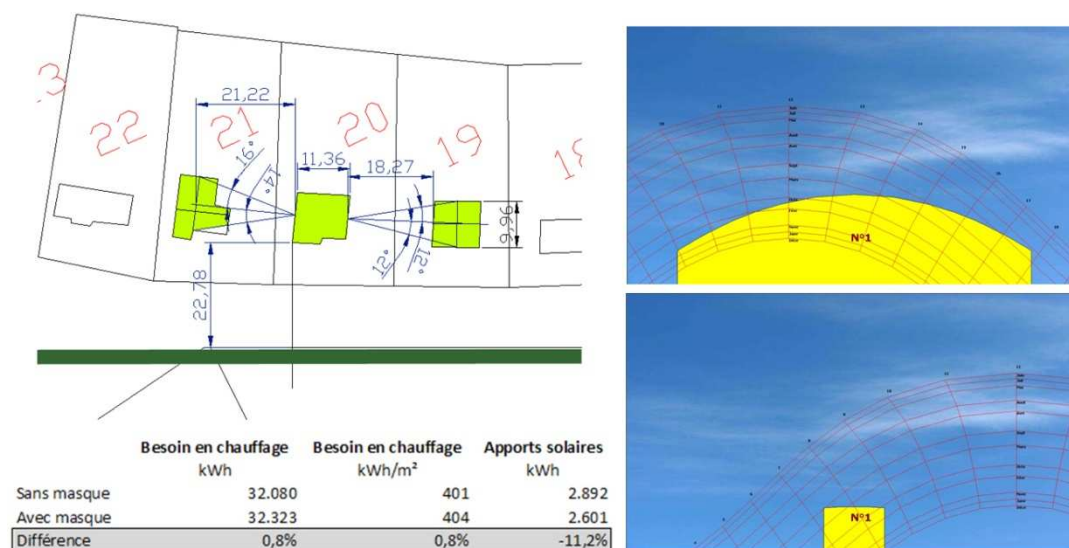 21,22
23
22
21
20
19
18
16°
14°
11,36
18,27
9,96
12°
12°
22,78
Besoin en chauffage Besoin en chauffage Apports solaires
kWh kWh/m² kWh
Sans masque 32.080 401 2.892
Avec masque 32.323 404 2.601
Différence 0,8% 0,8% -11,2%
N°1
N°1